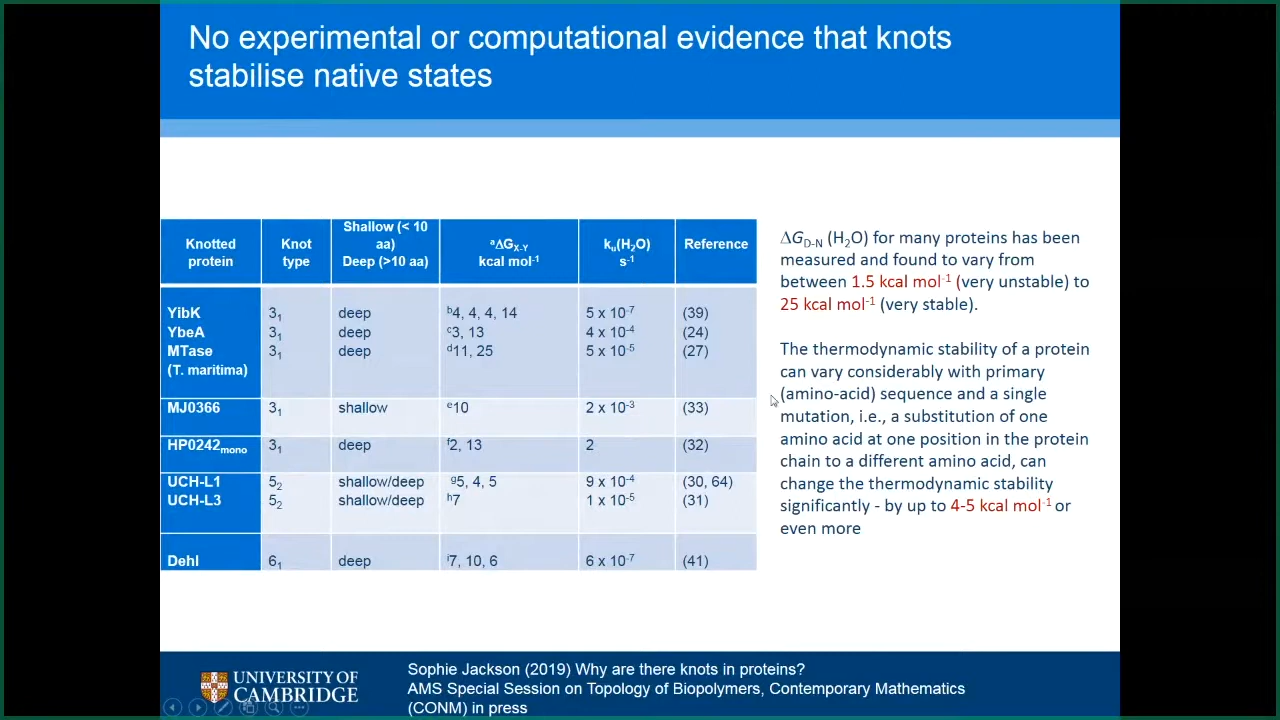 No experimental or computational evidence that knots
stabilise native states
Knotted protein | Knot type | Shallow (< 10 aa) Deep (>10 aa) | ᵃΔG_X-Y kcal mol⁻¹ | kᵤ(H₂O) s⁻¹ | Reference
YibK | 3₁ | deep | ᵇ4, 4, 4, 14 | 5 x 10⁻⁷ | (39)
YbeA | 3₁ | deep | ᶜ3, 13 | 4 x 10⁻⁴ | (24)
MTase | 3₁ | deep | ᵈ11, 25 | 5 x 10⁻⁵ | (27)
(T. maritima)
MJ0366 | 3₁ | shallow | ᵉ10 | 2 x 10⁻³ | (33)
HP0242mono | 3₁ | deep | ᶠ2, 13 | 2 | (32)
UCH-L1 | 5₂ | shallow/deep | ᵍ5, 4, 5 | 9 x 10⁻⁴ | (30, 64)
UCH-L3 | 5₂ | shallow/deep | ʰ7 | 1 x 10⁻⁵ | (31)
DehI | 6₁ | deep | ⁱ7, 10, 6 | 6 x 10⁻⁷ | (41)
ΔG_D-N (H₂O) for many proteins has been
measured and found to vary from
between 1.5 kcal mol⁻¹ (very unstable) to
25 kcal mol⁻¹ (very stable).
The thermodynamic stability of a protein
can vary considerably with primary
(amino-acid) sequence and a single
mutation, i.e., a substitution of one
amino acid at one position in the protein
chain to a different amino acid, can
change the thermodynamic stability
significantly - by up to 4-5 kcal mol⁻¹ or
even more
UNIVERSITY OF
CAMBRIDGE
Sophie Jackson (2019) Why are there knots in proteins?
AMS Special Session on Topology of Biopolymers, Contemporary Mathematics
(CONM) in press